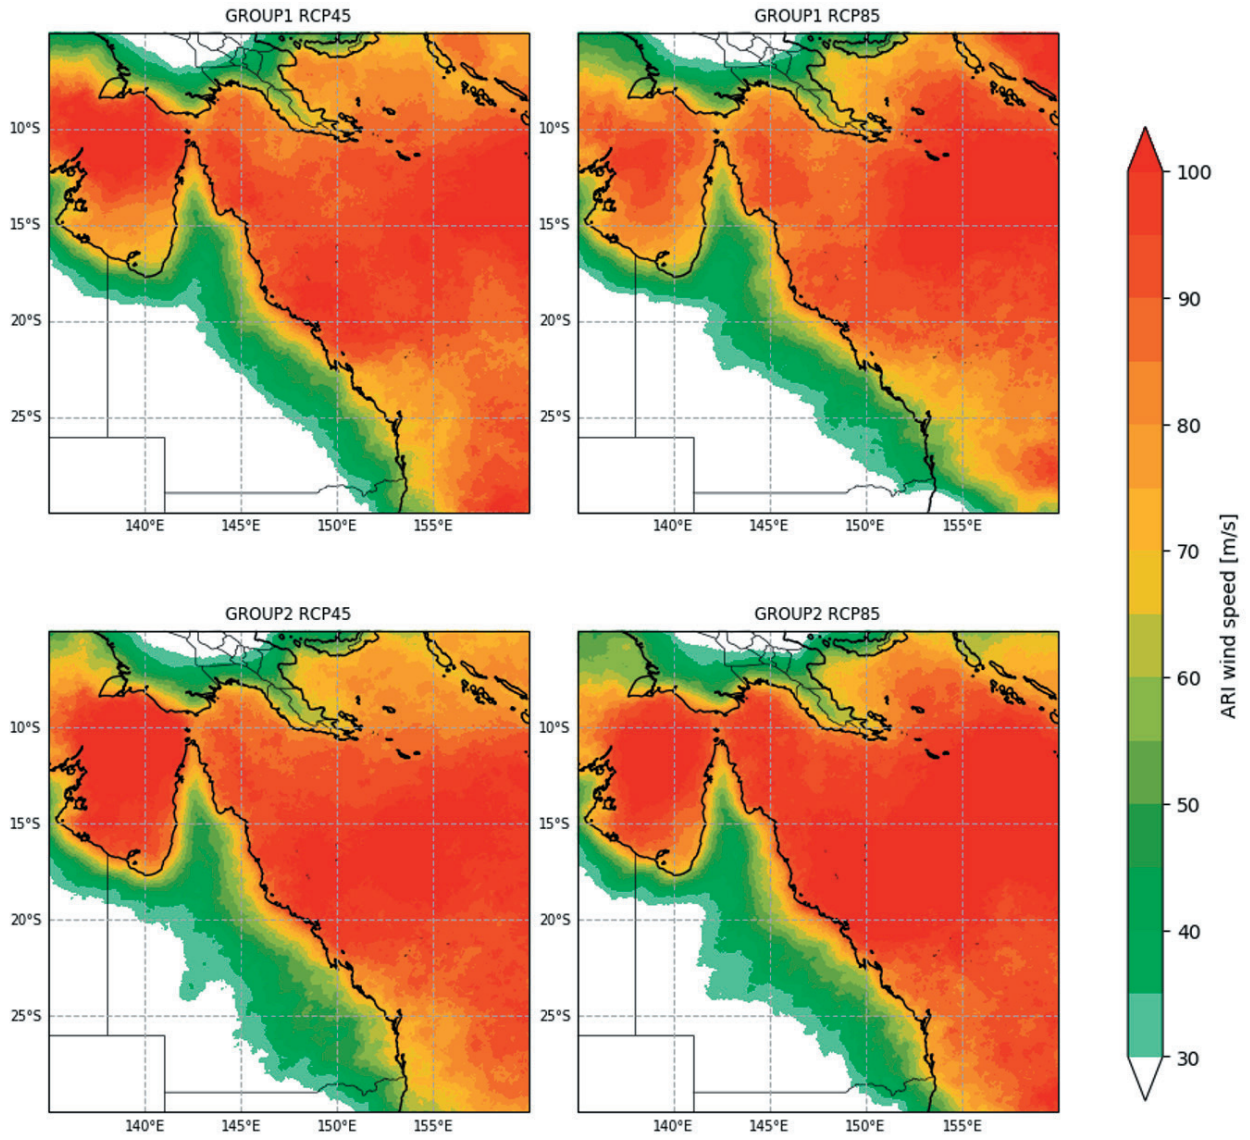 GROUP1 RCP45
GROUP1 RCP85
10°S
15°S
20°S
25°S
140°E
145°E
150°E
155°E
10°S
15°S
20°S
25°S
140°E
145°E
150°E
155°E
GROUP2 RCP45
GROUP2 RCP85
10°S
15°S
20°S
25°S
140°E
145°E
150°E
155°E
10°S
15°S
20°S
25°S
140°E
145°E
150°E
155°E
100
90
80
70
60
50
40
30
ARI wind speed [m/s]